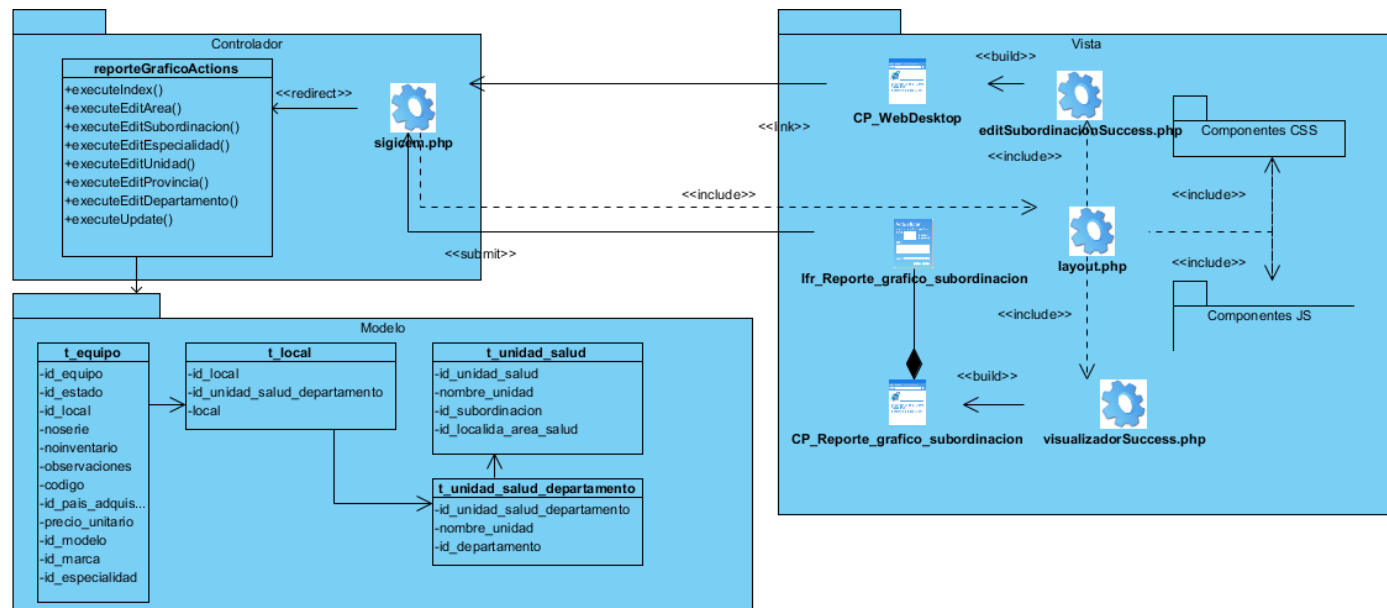 Controlador
reporteGraficoActions
+executeIndex()
+executeEditArea()
+executeEditSubordinacion()
+executeEditEspecialidad()
+executeEditUnidad()
+executeEditProvincia()
+executeEditDepartamento()
+executeUpdate()
<<redirect>>
sigicem.php
<<submit>>
<<include>>
<<link>>
Vista
CP_WebDesktop
<<build>>
editSubordinacionSuccess.php
<<include>>
Componentes CSS
<<include>>
layout.php
<<include>>
Componentes JS
<<include>>
Ifr_Reporte_grafico_subordinacion
<<build>>
CP_Reporte_grafico_subordinacion
visualizadorSuccess.php
Modelo
t_equipo
-id_equipo
-id_estado
-id_local
-noserie
-noinventario
-observaciones
-codigo
-id_pais_adquis...
-precio_unitario
-id_modelo
-id_marca
-id_especialidad
t_local
-id_local
-id_unidad_salud_departamento
-local
t_unidad_salud
-id_unidad_salud
-nombre_unidad
-id_subordinacion
-id_localida_area_salud
t_unidad_salud_departamento
-id_unidad_salud_departamento
-nombre_unidad
-id_departamento